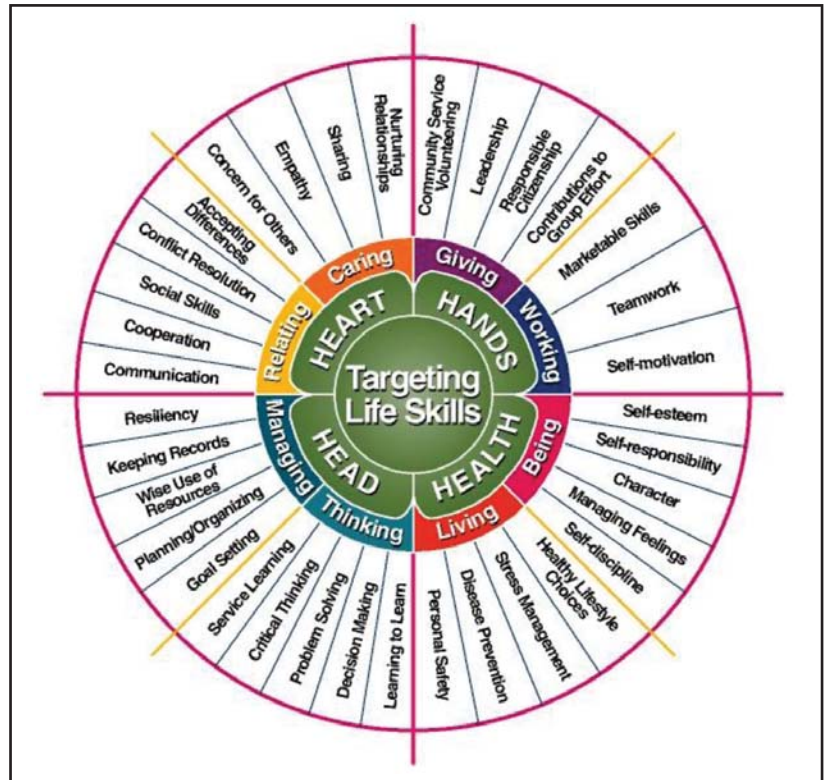 Targeting
Life Skills
HEART
HANDS
HEALTH
HEAD
Caring
Giving
Working
Being
Living
Thinking
Managing
Relating
Nurturing
Relationships
Sharing
Empathy
Concern for Others
Accepting
Differences
Conflict Resolution
Social Skills
Cooperation
Communication
Community Service
Volunteering
Leadership
Responsible
Citizenship
Contributions to
Group Effort
Marketable Skills
Teamwork
Self-motivation
Self-esteem
Self-responsibility
Character
Managing Feelings
Self-discipline
Healthy Lifestyle
Choices
Stress Management
Disease Prevention
Personal Safety
Learning to Learn
Decision Making
Problem Solving
Critical Thinking
Service Learning
Goal Setting
Planning/Organizing
Wise Use of
Resources
Keeping Records
Resiliency